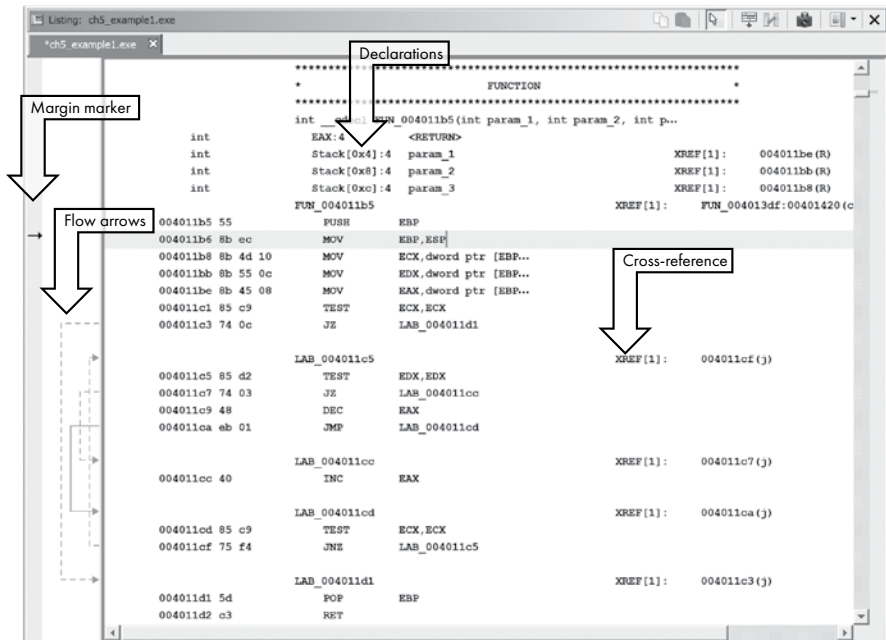 Listing: ch5_example1.exe
*ch5_example1.exe
Declarations
Margin marker
Flow arrows
Cross-reference
****************************************************************
* FUNCTION *
****************************************************************
int FUN_004011b5(int param_1, int param_2, int p...
int EAX:4 <RETURN>
int Stack[0x4]:4 param_1 XREF[1]: 004011be(R)
int Stack[0x8]:4 param_2 XREF[1]: 004011bb(R)
int Stack[0xc]:4 param_3 XREF[1]: 004011b8(R)
FUN_004011b5 XREF[1]: FUN_004013df:00401420(c
004011b5 55 PUSH EBP
004011b6 8b ec MOV EBP,ESP
004011b8 8b 4d 10 MOV ECX,dword ptr [EBP...
004011bb 8b 55 0c MOV EDX,dword ptr [EBP...
004011be 8b 45 08 MOV EAX,dword ptr [EBP...
004011c1 85 c9 TEST ECX,ECX
004011c3 74 0c JZ LAB_004011d1
LAB_004011c5 XREF[1]: 004011cf(j)
004011c5 85 d2 TEST EDX,EDX
004011c7 74 03 JZ LAB_004011cc
004011c9 48 DEC EAX
004011ca eb 01 JMP LAB_004011cd
LAB_004011cc XREF[1]: 004011c7(j)
004011cc 40 INC EAX
LAB_004011cd XREF[1]: 004011ca(j)
004011cd 85 c9 TEST ECX,ECX
004011cf 75 f4 JNZ LAB_004011c5
LAB_004011d1 XREF[1]: 004011c3(j)
004011d1 5d POP EBP
004011d2 c3 RET